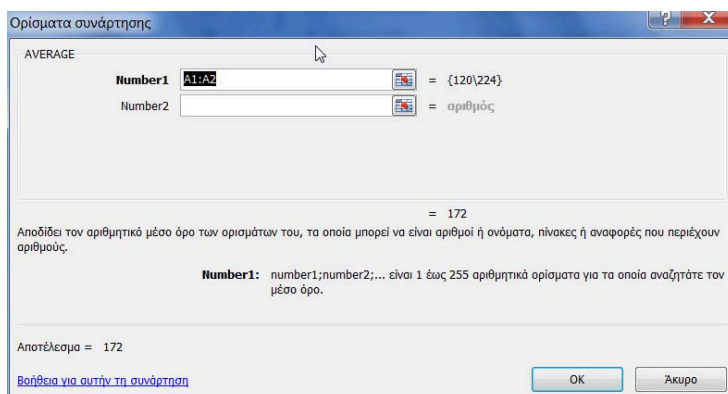 Ορίσματα συνάρτησης
? X
AVERAGE
Number1 A1:A2 = {120\224}
Number2 = αριθμός
= 172
Αποδίδει τον αριθμητικό μέσο όρο των ορισμάτων του, τα οποία μπορεί να είναι αριθμοί ή ονόματα, πίνακες ή αναφορές που περιέχουν
αριθμούς.
Number1: number1;number2;... είναι 1 έως 255 αριθμητικά ορίσματα για τα οποία αναζητάτε τον
μέσο όρο.
Αποτέλεσμα = 172
Βοήθεια για αυτήν τη συνάρτηση
OK Άκυρο